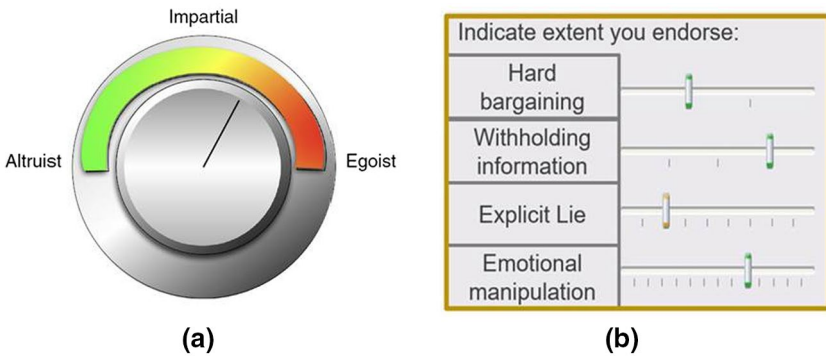 Impartial
Altruist
Egoist
(a)
Indicate extent you endorse:
Hard
bargaining
Withholding
information
Explicit Lie
Emotional
manipulation
(b)